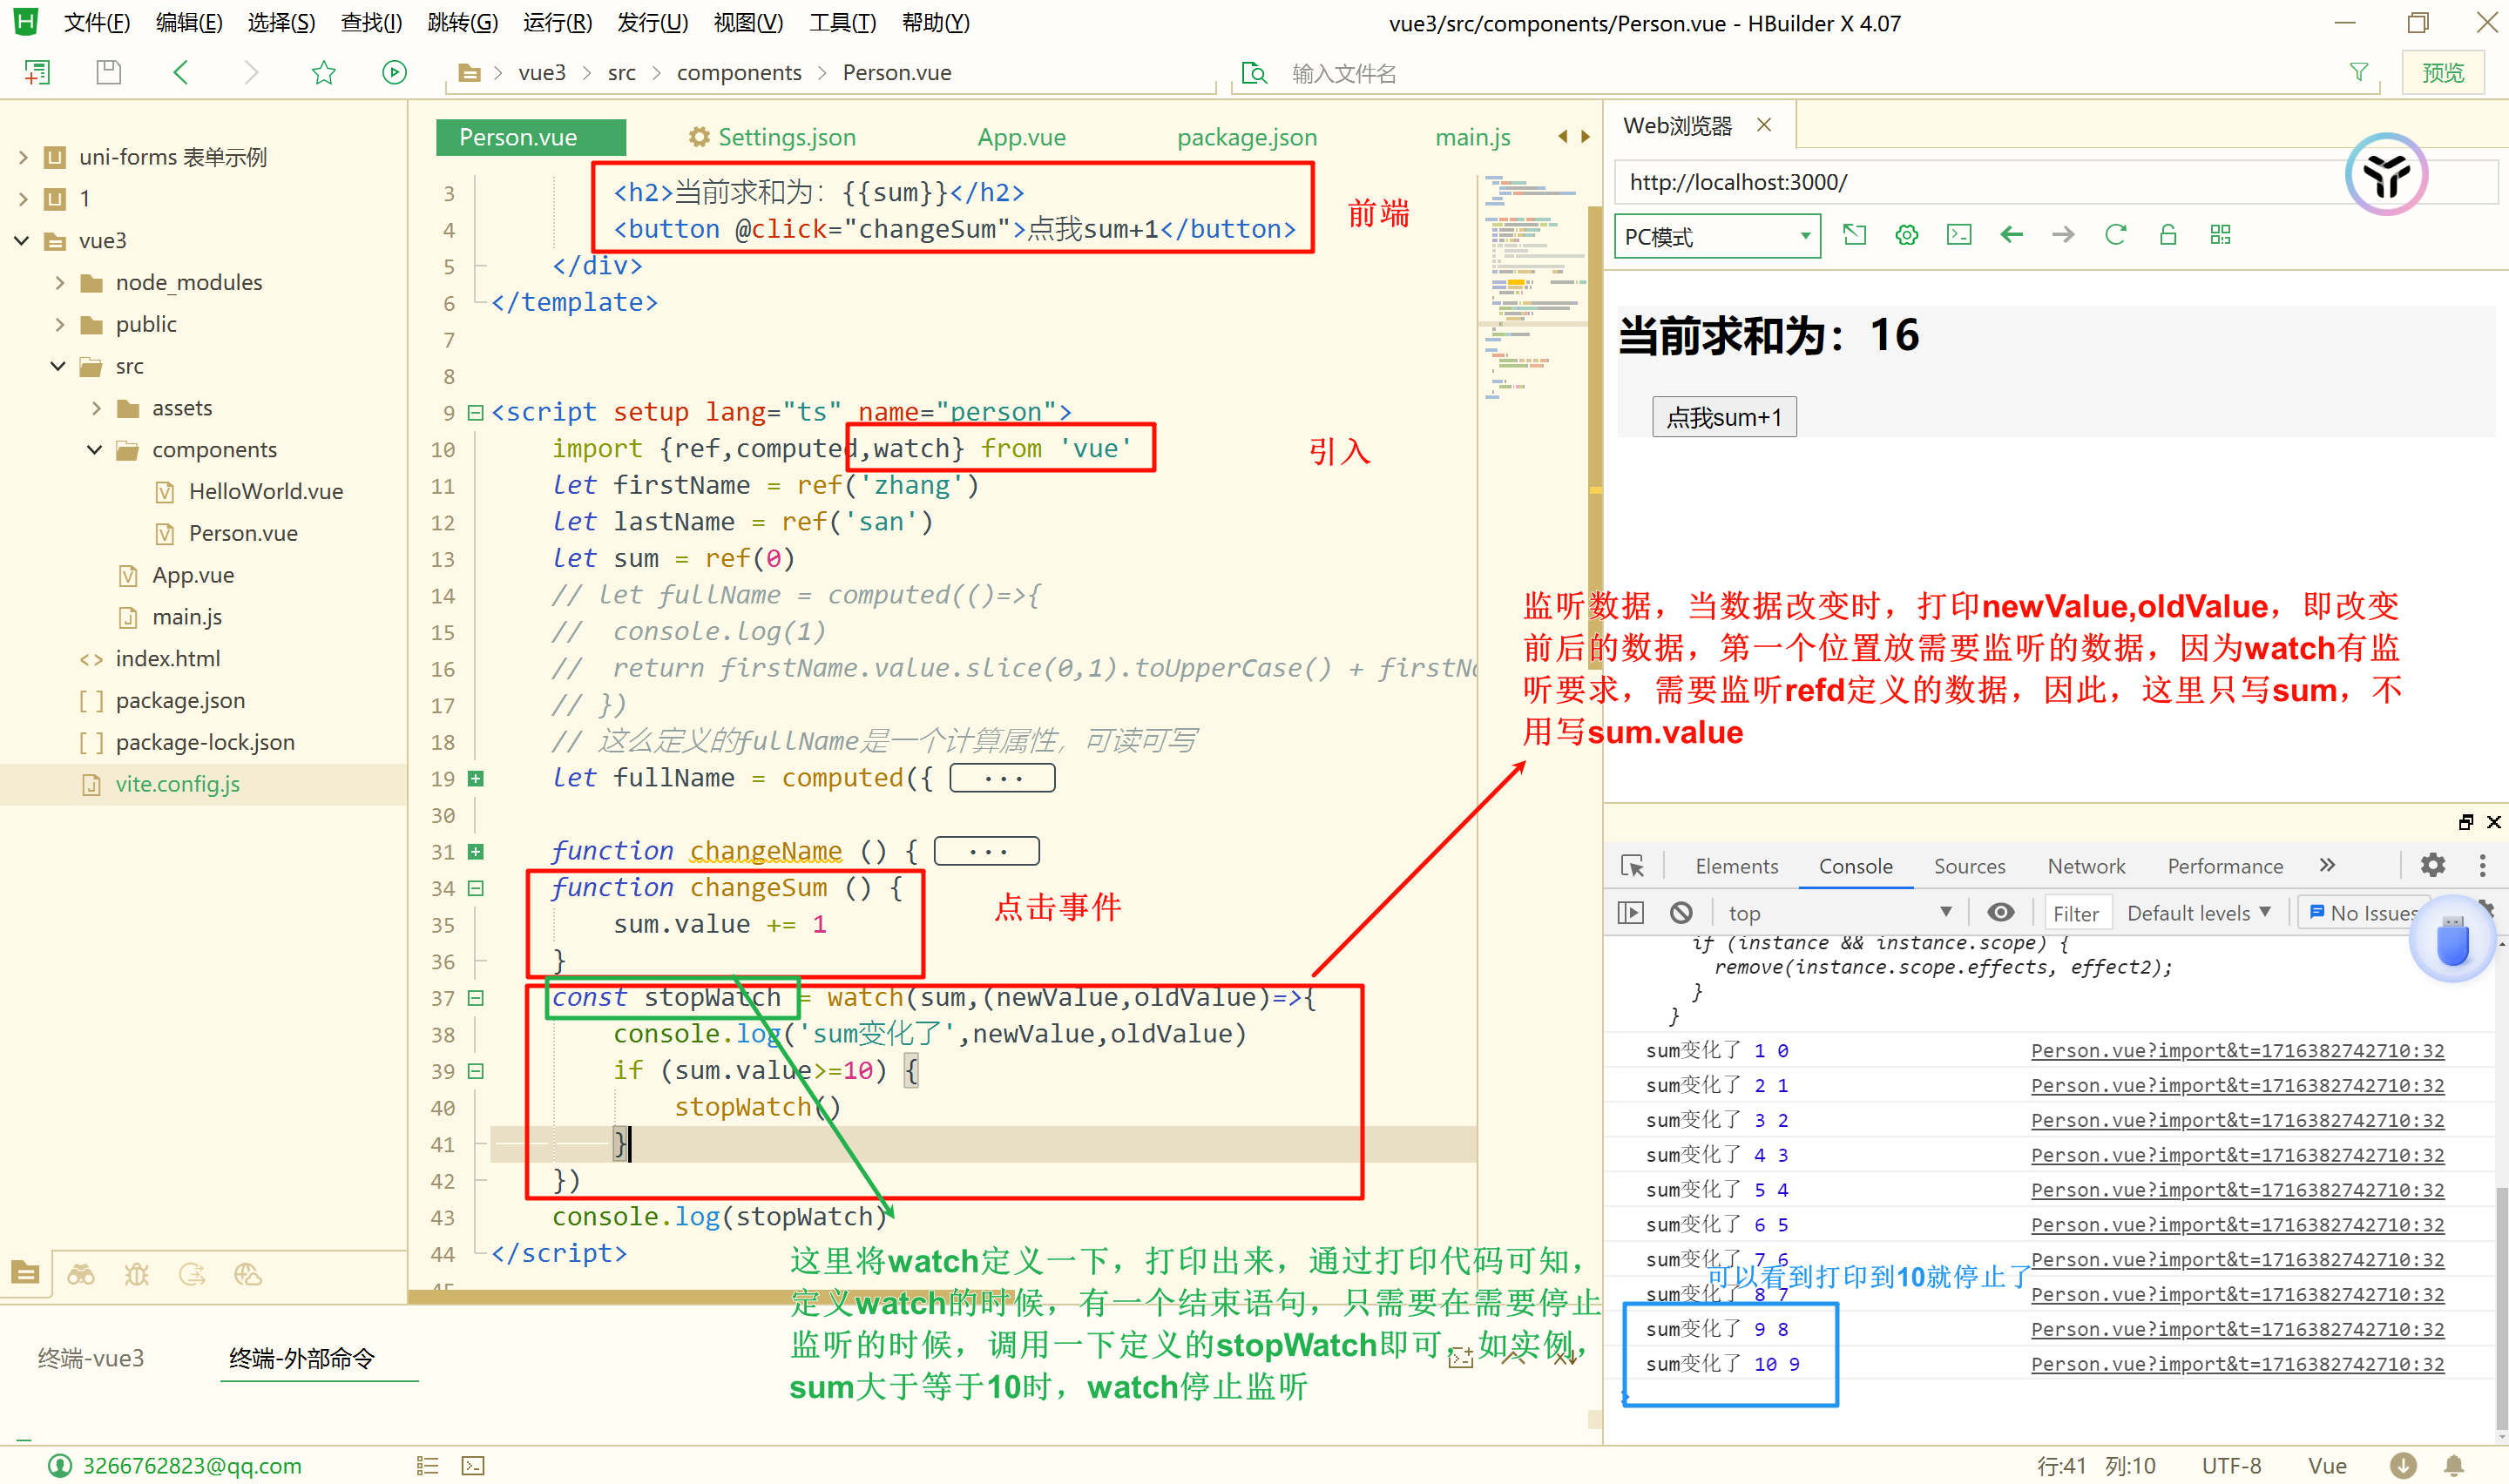 文件(F) 编辑(E) 选择(S) 查找(I) 跳转(G) 运行(R) 发行(U) 视图(V) 工具(T) 帮助(Y) vue3/src/components/Person.vue - HBuilder X 4.07
vue3 src components Person.vue 输入文件名 预览
uni-forms 表单示例
1
vue3
node_modules
public
src
assets
components
HelloWorld.vue
Person.vue
App.vue
main.js
index.html
package.json
package-lock.json
vite.config.js
Person.vue Settings.json App.vue package.json main.js
3 <h2>当前求和为：{{sum}}</h2>
4 <button @click="changeSum">点我sum+1</button>
前端
5 </div>
6 </template>
7
8
9 <script setup lang="ts" name="person">
10 import {ref,computed,watch} from 'vue'
引入
11 let firstName = ref('zhang')
12 let lastName = ref('san')
13 let sum = ref(0)
14 // let fullName = computed(()=>{
15 // console.log(1)
16 // return firstName.value.slice(0,1).toUpperCase() + firstNa
17 // })
18 // 这么定义的fullName是一个计算属性，可读可写
19 let fullName = computed({ ...
30
31 function changeName () { ...
34 function changeSum () {
35 sum.value += 1
36 }
点击事件
37 const stopWatch = watch(sum,(newValue,oldValue)=>{
38 console.log('sum变化了',newValue,oldValue)
39 if (sum.value>=10) {
40 stopWatch()
41 }
42 })
43 console.log(stopWatch)
44 </script>
45
这里将watch定义一下，打印出来，通过打印代码可知，
定义watch的时候，有一个结束语句，只需要在需要停止
监听的时候，调用一下定义的stopWatch即可，如实例，
sum大于等于10时，watch停止监听
Web浏览器
http://localhost:3000/
PC模式
当前求和为：16
点我sum+1
监听数据，当数据改变时，打印newValue,oldValue，即改变
前后的数据，第一个位置放需要监听的数据，因为watch有监
听要求，需要监听refd定义的数据，因此，这里只写sum，不
用写sum.value
Elements Console Sources Network Performance
top Filter Default levels No Issues
if (instance && instance.scope) {
remove(instance.scope.effects, effect2);
}
}
sum变化了 1 0 Person.vue?import&t=1716382742710:32
sum变化了 2 1 Person.vue?import&t=1716382742710:32
sum变化了 3 2 Person.vue?import&t=1716382742710:32
sum变化了 4 3 Person.vue?import&t=1716382742710:32
sum变化了 5 4 Person.vue?import&t=1716382742710:32
sum变化了 6 5 Person.vue?import&t=1716382742710:32
sum变化了 7 6 Person.vue?import&t=1716382742710:32
可以看到打印到10就停止了
sum变化了 8 7 Person.vue?import&t=1716382742710:32
sum变化了 9 8 Person.vue?import&t=1716382742710:32
sum变化了 10 9 Person.vue?import&t=1716382742710:32
终端-vue3 终端-外部命令
3266762823@qq.com 行:41 列:10 UTF-8 Vue